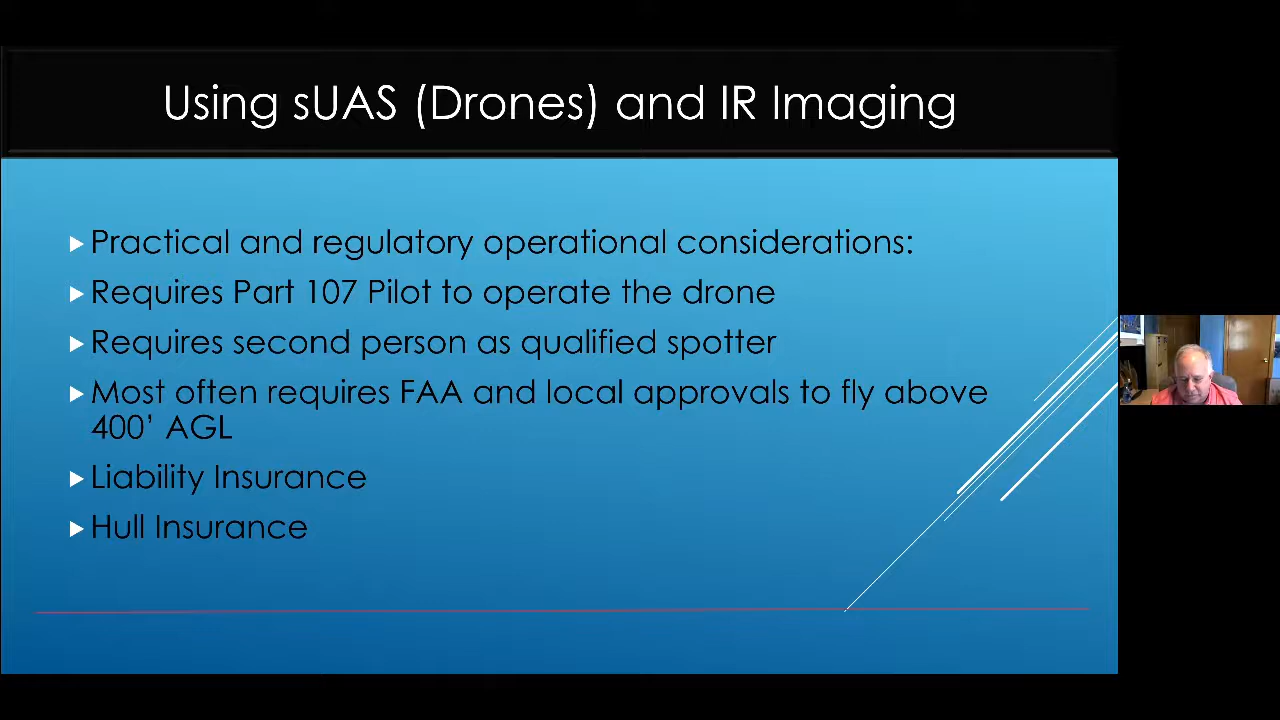 Using sUAS (Drones) and IR Imaging
Practical and regulatory operational considerations:
Requires Part 107 Pilot to operate the drone
Requires second person as qualified spotter
Most often requires FAA and local approvals to fly above
400’ AGL
Liability Insurance
Hull Insurance